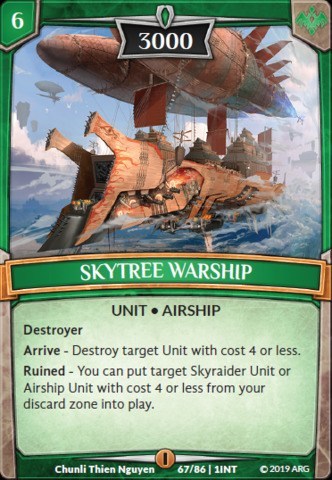 6
3000
SKYTREE WARSHIP
UNIT • AIRSHIP
Destroyer
Arrive - Destroy target Unit with cost 4 or less.
Ruined - You can put target Skyraider Unit or
Airship Unit with cost 4 or less from your
discard zone into play.
Chunli Thien Nguyen 67/86 | 1INT © 2019 ARG